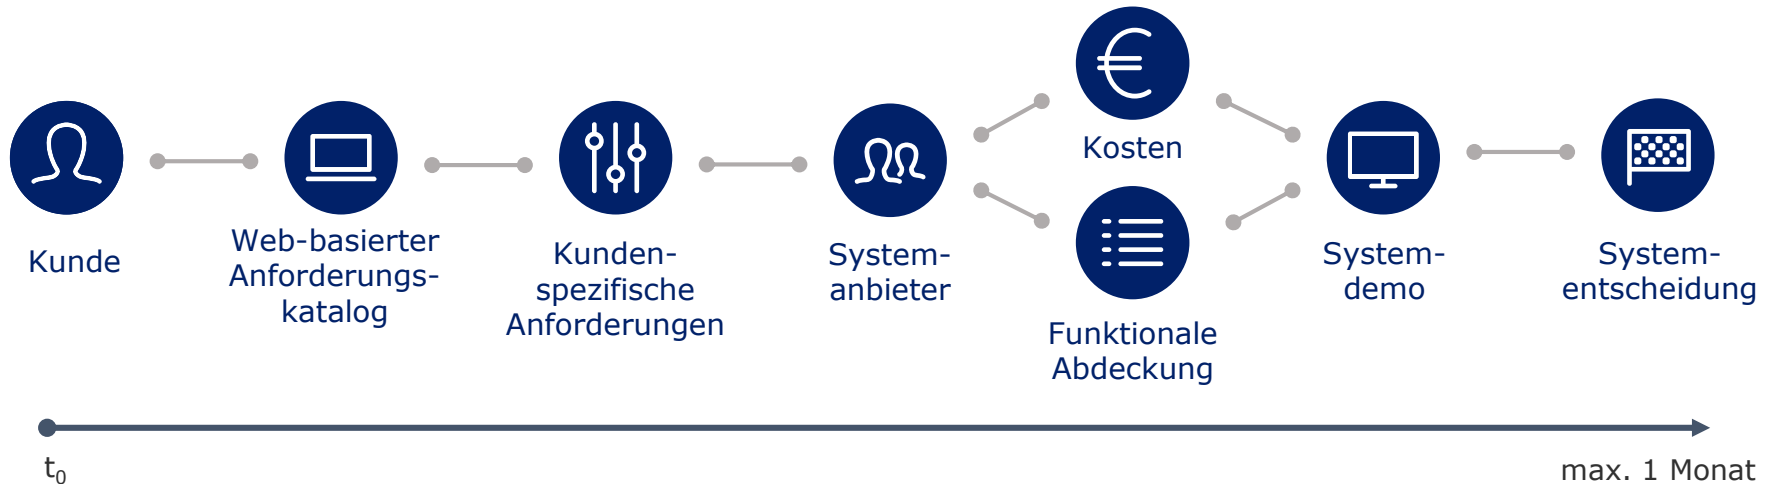 Kunde
Web-basierter
Anforderungs-
katalog
Kunden-
spezifische
Anforderungen
System-
anbieter
Kosten
Funktionale
Abdeckung
System-
demo
System-
entscheidung
t0
max. 1 Monat